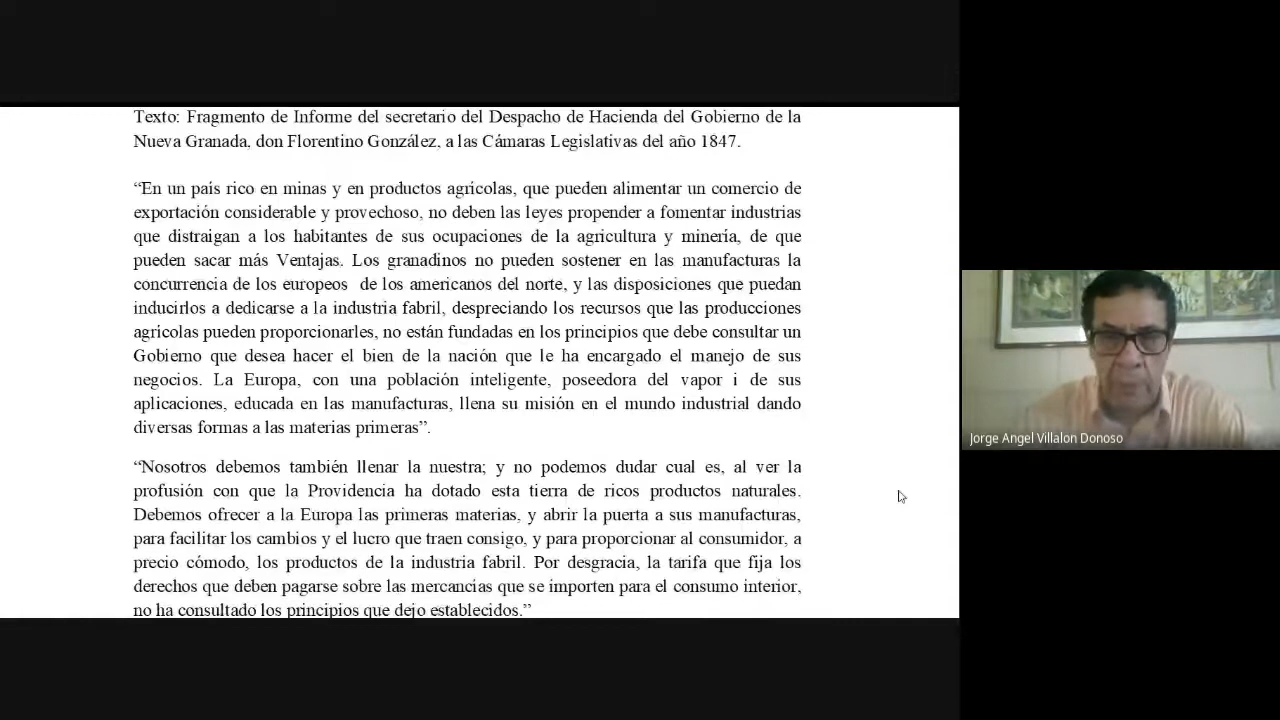 Texto: Fragmento de Informe del secretario del Despacho de Hacienda del Gobierno de la
Nueva Granada, don Florentino González, a las Cámaras Legislativas del año 1847.
“En un país rico en minas y en productos agrícolas, que pueden alimentar un comercio de
exportación considerable y provechoso, no deben las leyes propender a fomentar industrias
que distraigan a los habitantes de sus ocupaciones de la agricultura y minería, de que
pueden sacar más Ventajas. Los granadinos no pueden sostener en las manufacturas la
concurrencia de los europeos de los americanos del norte, y las disposiciones que puedan
inducirlos a dedicarse a la industria fabril, despreciando los recursos que las producciones
agrícolas pueden proporcionarles, no están fundadas en los principios que debe consultar un
Gobierno que desea hacer el bien de la nación que le ha encargado el manejo de sus
negocios. La Europa, con una población inteligente, poseedora del vapor i de sus
aplicaciones, educada en las manufacturas, llena su misión en el mundo industrial dando
diversas formas a las materias primeras”.
“Nosotros debemos también llenar la nuestra; y no podemos dudar cual es, al ver la
profusión con que la Providencia ha dotado esta tierra de ricos productos naturales.
Debemos ofrecer a la Europa las primeras materias, y abrir la puerta a sus manufacturas,
para facilitar los cambios y el lucro que traen consigo, y para proporcionar al consumidor, a
precio cómodo, los productos de la industria fabril. Por desgracia, la tarifa que fija los
derechos que deben pagarse sobre las mercancías que se importen para el consumo interior,
no ha consultado los principios que dejo establecidos.”
Jorge Angel Villalon Donoso